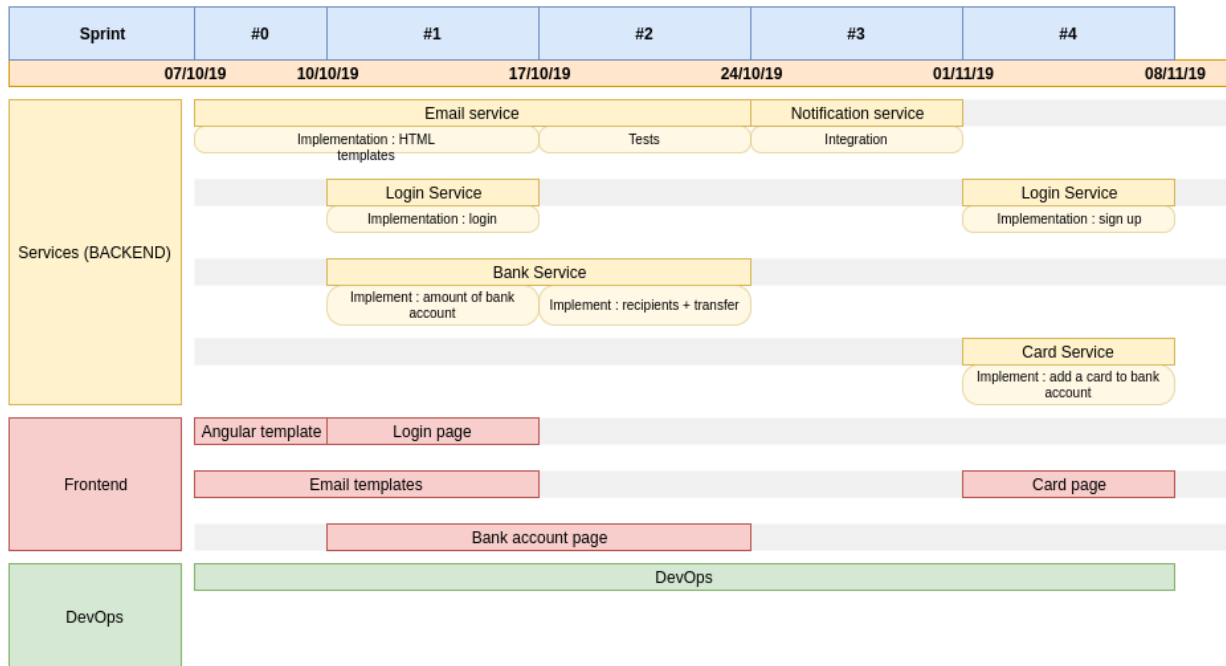 Sprint #0 #1 #2 #3 #4
07/10/19 10/10/19 17/10/19 24/10/19 01/11/19 08/11/19
Email service Notification service
Implementation : HTML
templates
Tests
Integration
Login Service Login Service
Implementation : login Implementation : sign up
Services (BACKEND)
Bank Service
Implement : amount of bank
account
Implement : recipients + transfer
Card Service
Implement : add a card to bank
account
Angular template Login page
Frontend
Email templates Card page
Bank account page
DevOps
DevOps